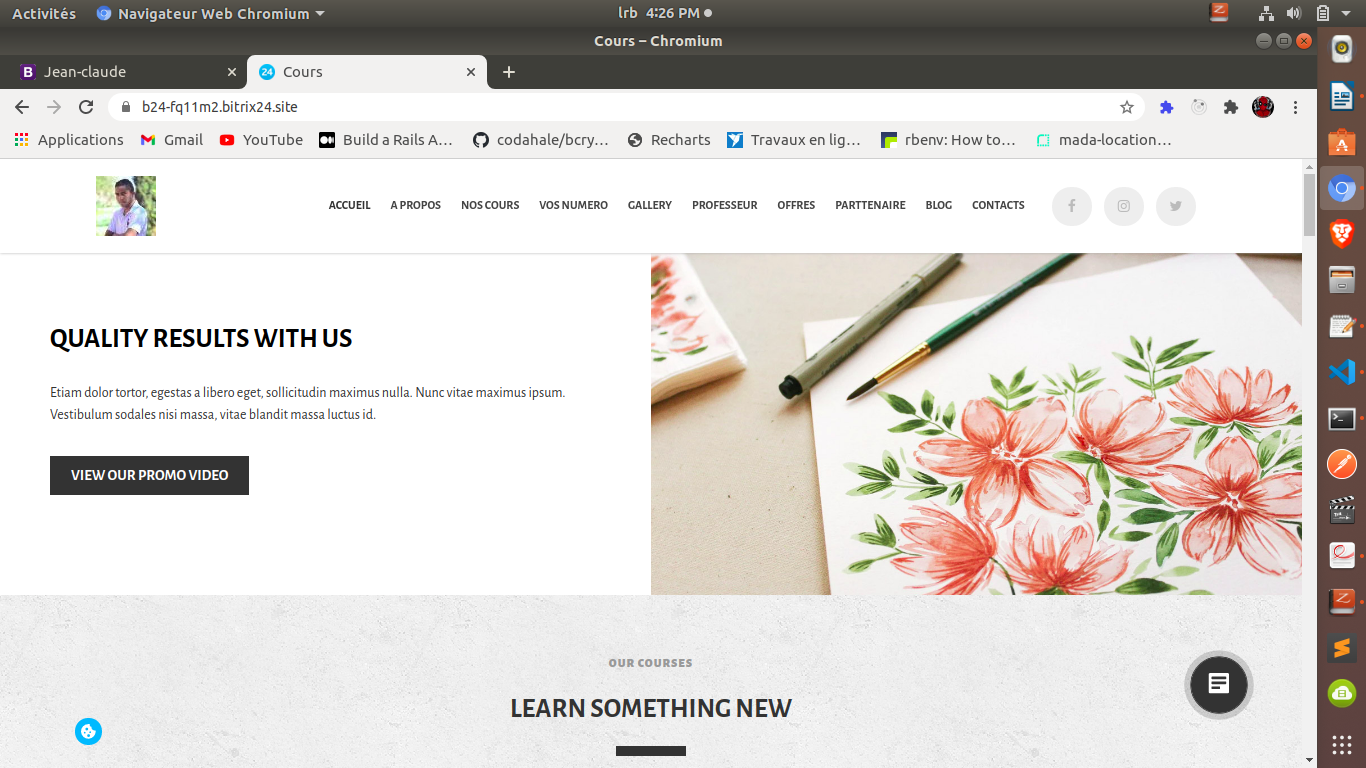 Activités Navigateur Web Chromium lrb 4:26 PM
Cours – Chromium
B Jean-claude 24 Cours
b24-fq11m2.bitrix24.site
Applications Gmail YouTube Build a Rails A... codahale/bcry... Recharts Travaux en lig... rbenv: How to... mada-location...
ACCUEIL A PROPOS NOS COURS VOS NUMERO GALLERY PROFESSEUR OFFRES PARTTENAIRE BLOG CONTACTS
QUALITY RESULTS WITH US
Etiam dolor tortor, egestas a libero eget, sollicitudin maximus nulla. Nunc vitae maximus ipsum.
Vestibulum sodales nisi massa, vitae blandit massa luctus id.
VIEW OUR PROMO VIDEO
OUR COURSES
LEARN SOMETHING NEW